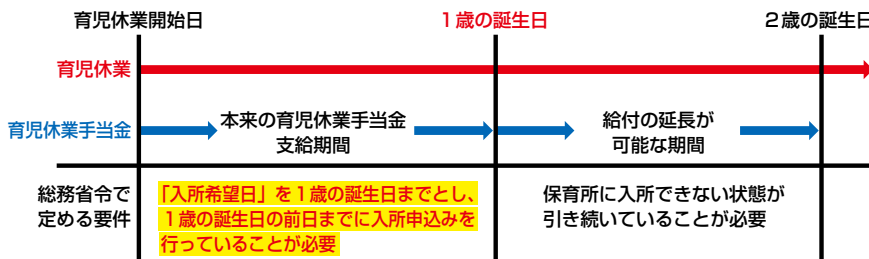 育児休業開始日
1歳の誕生日
2歳の誕生日
育児休業
育児休業手当金
本来の育児休業手当金
支給期間
給付の延長が
可能な期間
総務省令で
定める要件
「入所希望日」を1歳の誕生日までとし、
1歳の誕生日の前日までに入所申込みを
行っていることが必要
保育所に入所できない状態が
引き続いていることが必要